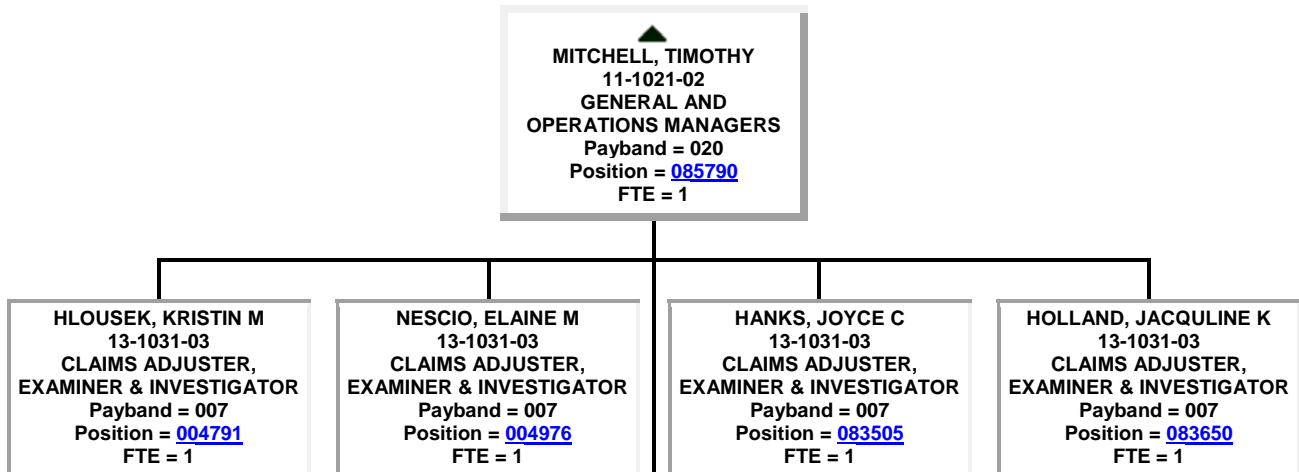 MITCHELL, TIMOTHY
11-1021-02
GENERAL AND
OPERATIONS MANAGERS
Payband = 020
Position = 085790
FTE = 1
HLOUSEK, KRISTIN M
13-1031-03
CLAIMS ADJUSTER,
EXAMINER & INVESTIGATOR
Payband = 007
Position = 004791
FTE = 1
NESCIO, ELAINE M
13-1031-03
CLAIMS ADJUSTER,
EXAMINER & INVESTIGATOR
Payband = 007
Position = 004976
FTE = 1
HANKS, JOYCE C
13-1031-03
CLAIMS ADJUSTER,
EXAMINER & INVESTIGATOR
Payband = 007
Position = 083505
FTE = 1
HOLLAND, JACQULINE K
13-1031-03
CLAIMS ADJUSTER,
EXAMINER & INVESTIGATOR
Payband = 007
Position = 083650
FTE = 1